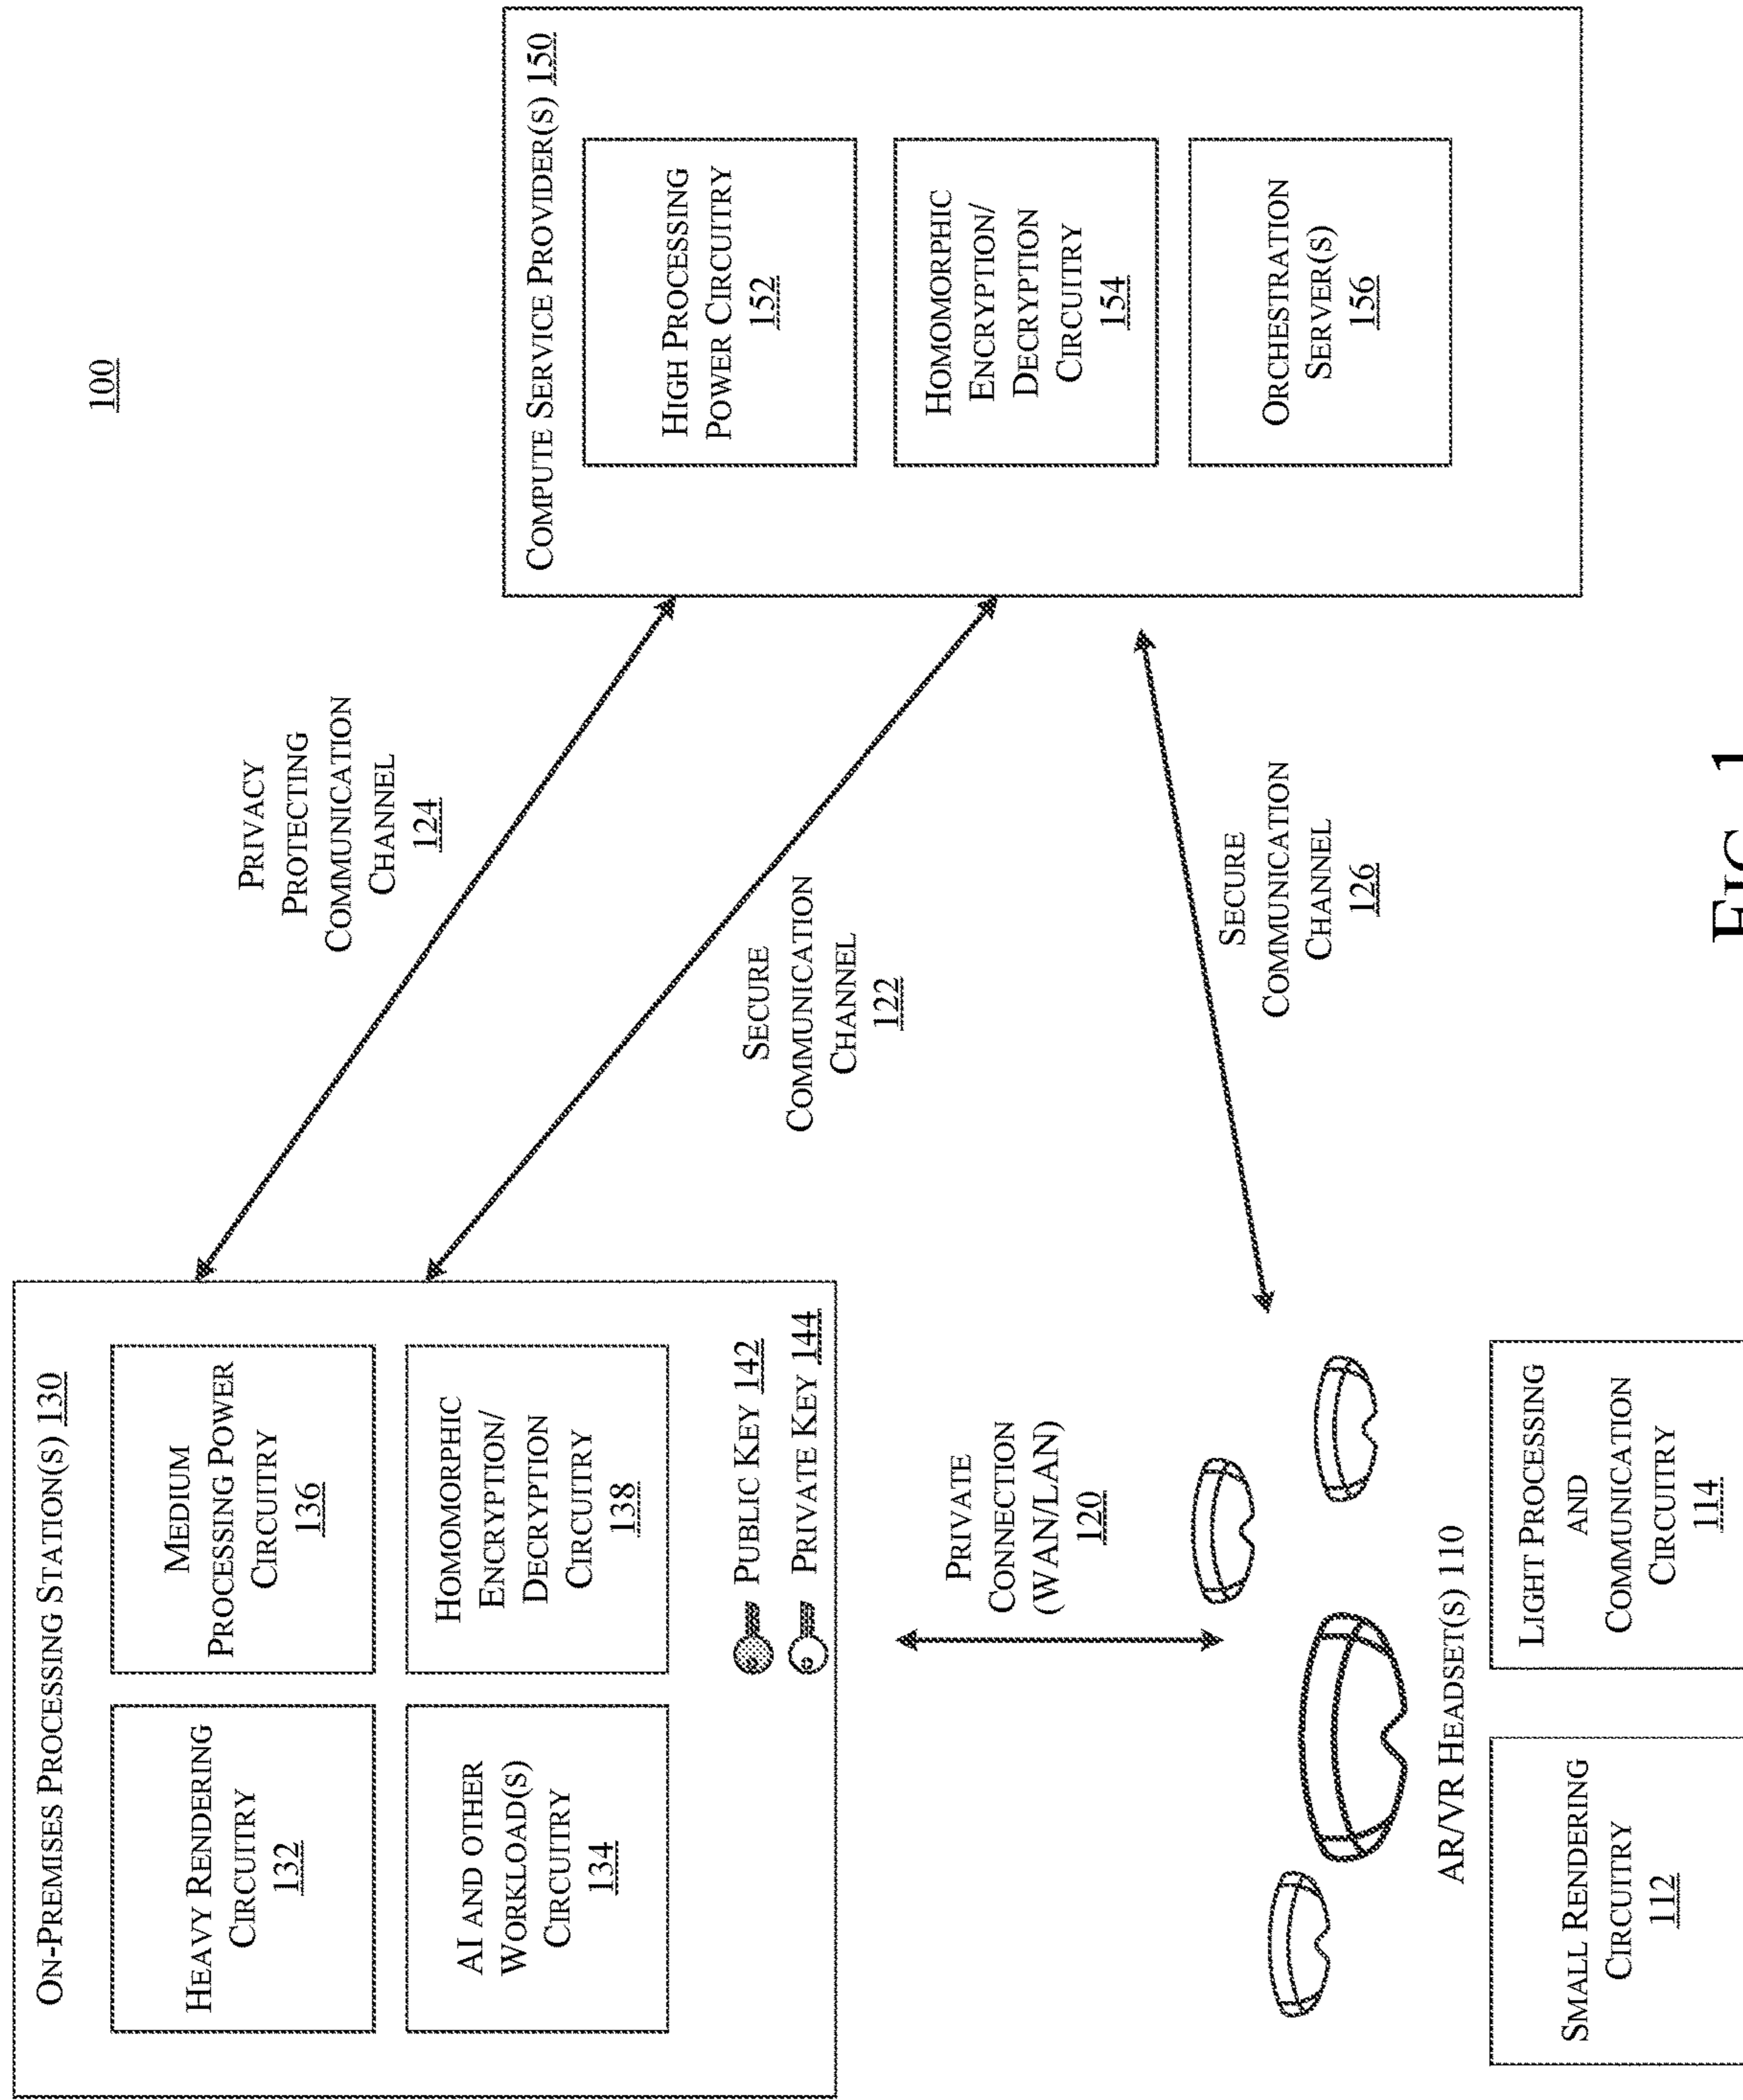 100
ON-PREMISES PROCESSING STATION(S) 130
HEAVY RENDERING
CIRCUITRY
132
MEDIUM
PROCESSING POWER
CIRCUITRY
136
AI AND OTHER
WORKLOAD(S)
CIRCUITRY
134
HOMOMORPHIC
ENCRYPTION/
DECRYPTION
CIRCUITRY
138
PUBLIC KEY 142
PRIVATE KEY 144
PRIVACY
PROTECTING
COMMUNICATION
CHANNEL
124
SECURE
COMMUNICATION
CHANNEL
122
COMPUTE SERVICE PROVIDER(S) 150
HIGH PROCESSING
POWER CIRCUITRY
152
HOMOMORPHIC
ENCRYPTION/
DECRYPTION
CIRCUITRY
154
ORCHESTRATION
SERVER(S)
156
PRIVATE
CONNECTION
(WAN/LAN)
120
SECURE
COMMUNICATION
CHANNEL
126
AR/VR HEADSET(S) 110
SMALL RENDERING
CIRCUITRY
112
LIGHT PROCESSING
AND
COMMUNICATION
CIRCUITRY
114
FIG. 1